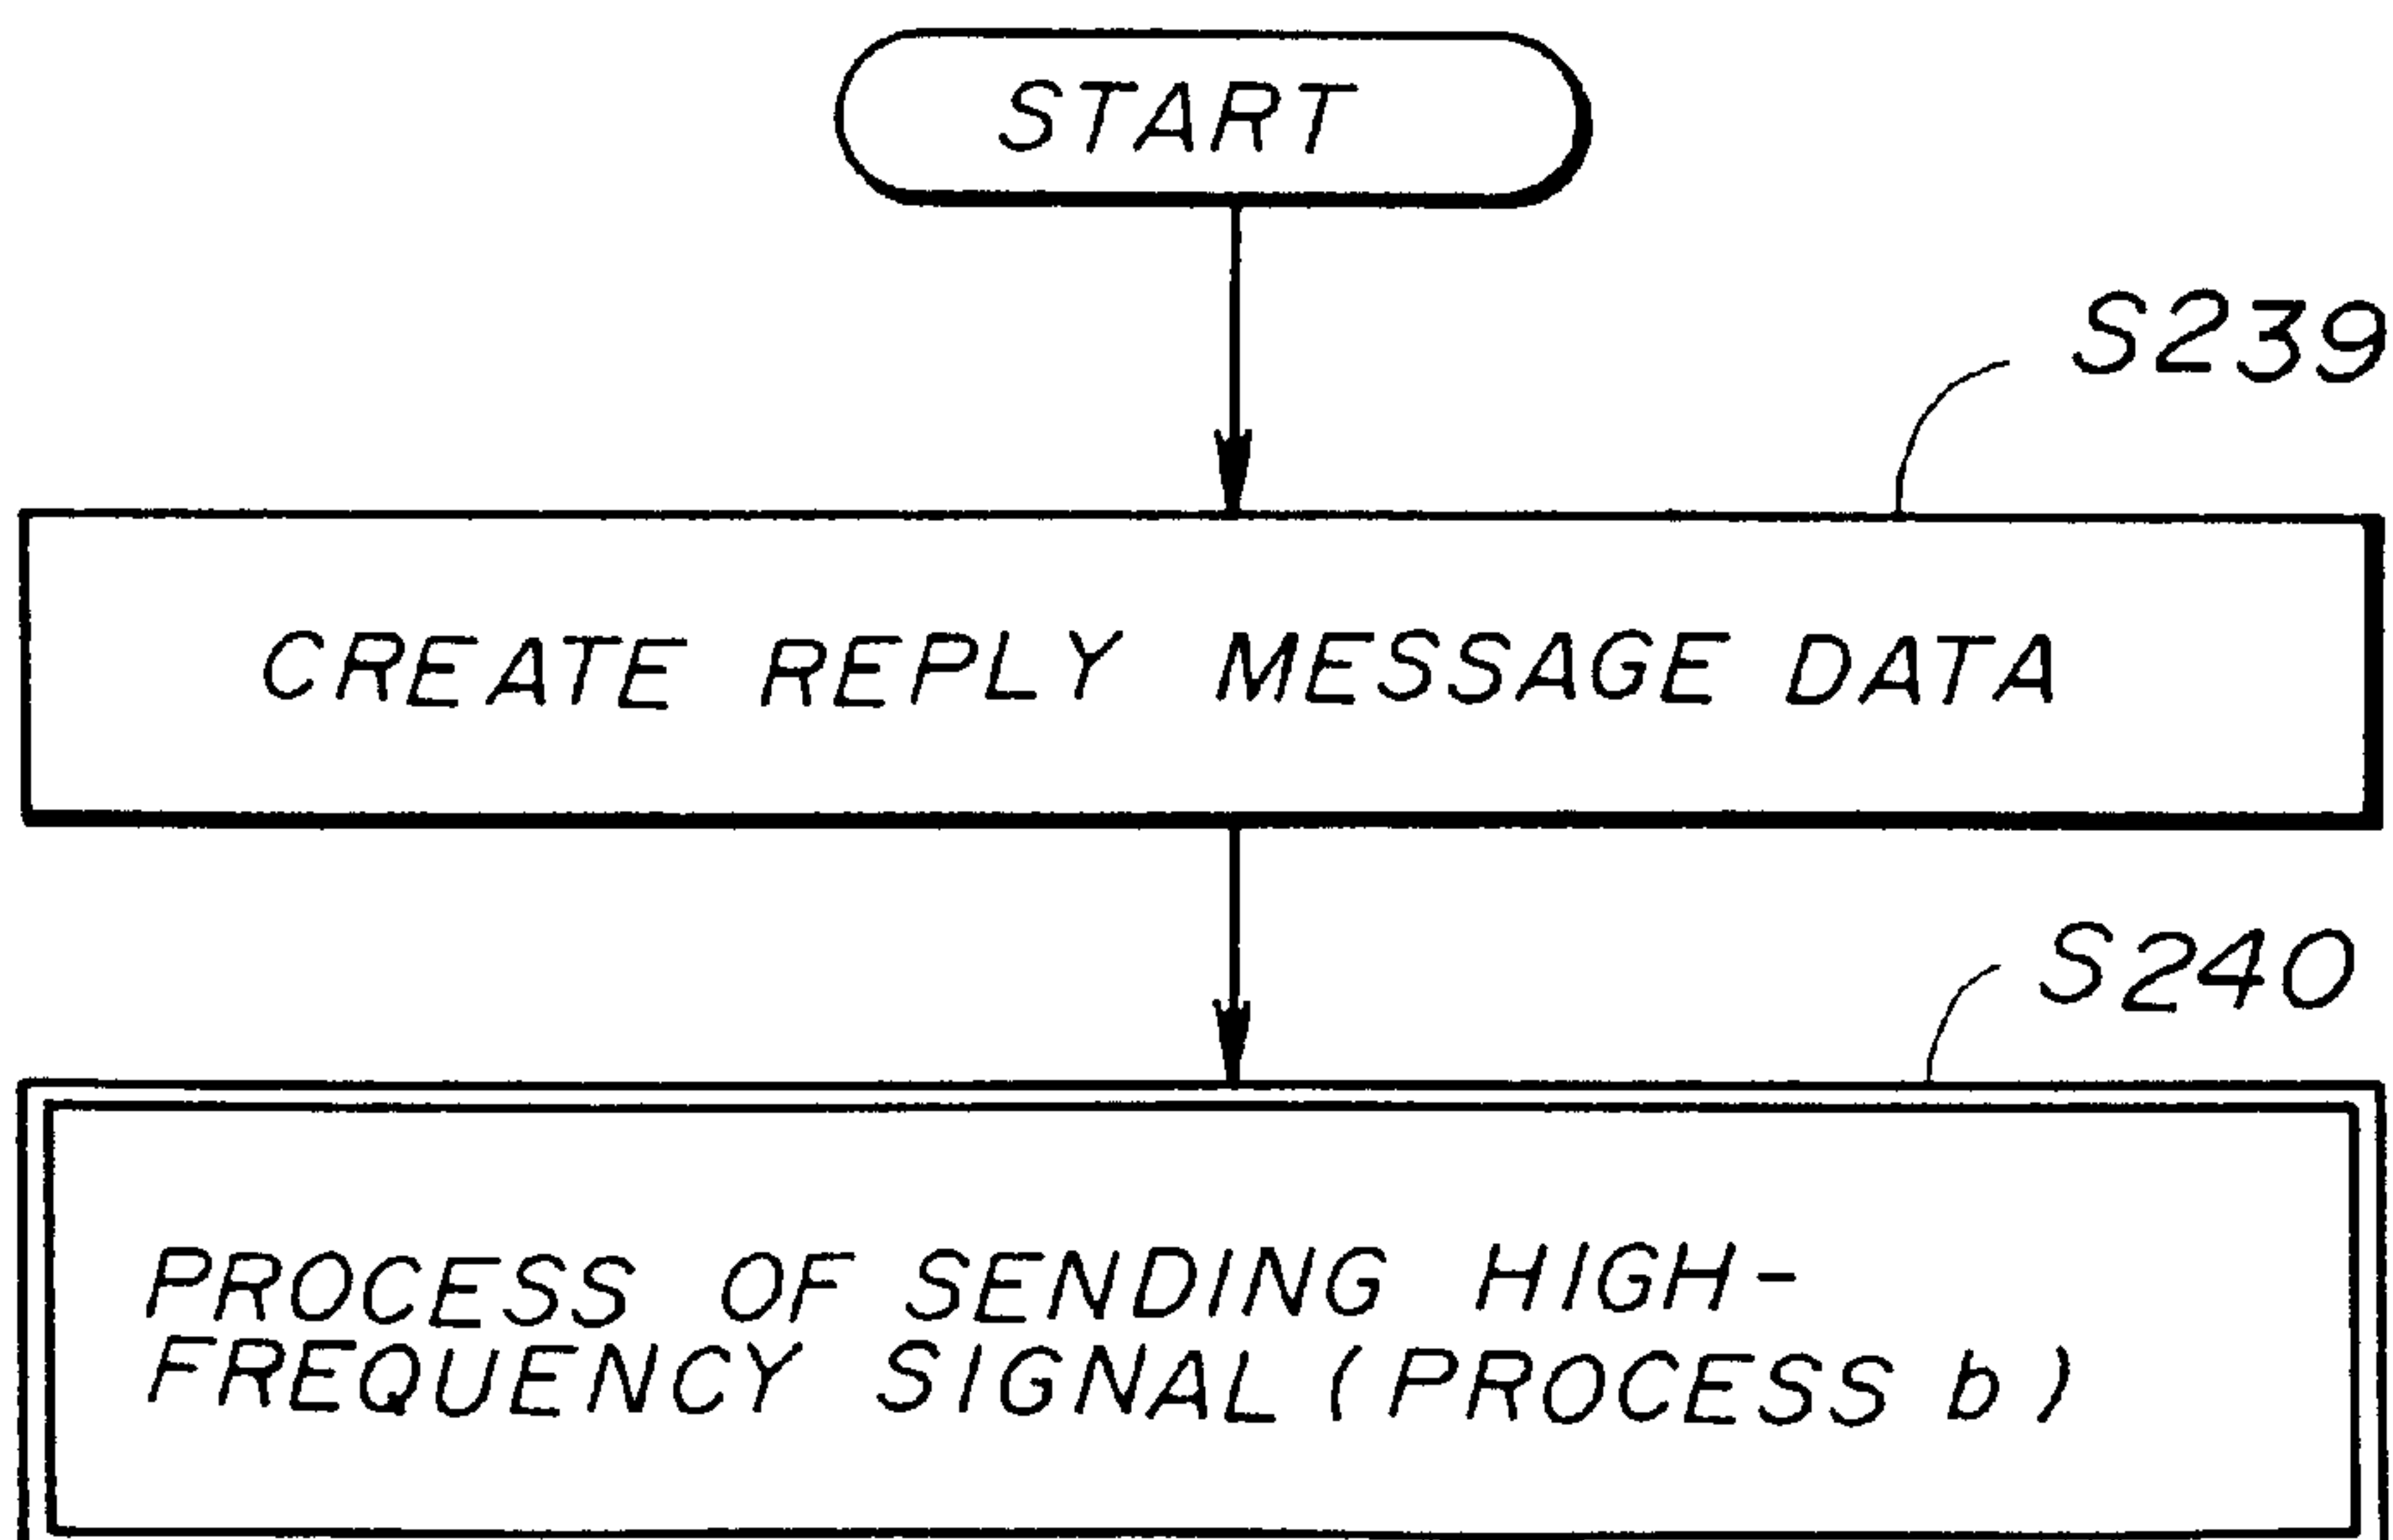 START
S239
CREATE REPLY MESSAGE DATA
S240
PROCESS OF SENDING HIGH-
FREQUENCY SIGNAL (PROCESS b)